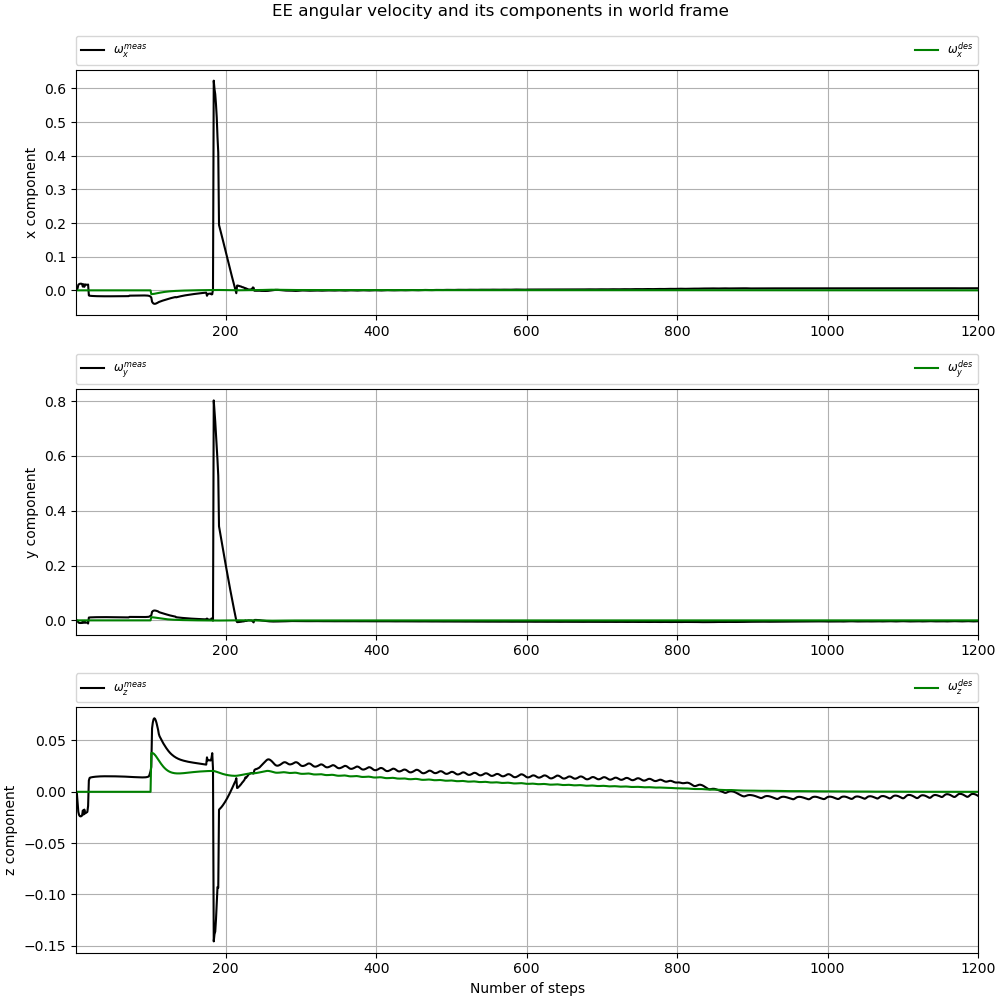 EE angular velocity and its components in world frame
ω_x^meas ω_x^des
0.6
0.5
0.4
0.3
0.2
0.1
0.0
x component
200 400 600 800 1000 1200
ω_y^meas ω_y^des
0.8
0.6
0.4
0.2
0.0
y component
200 400 600 800 1000 1200
ω_z^meas ω_z^des
0.05
0.00
−0.05
−0.10
−0.15
z component
200 400 600 800 1000 1200
Number of steps